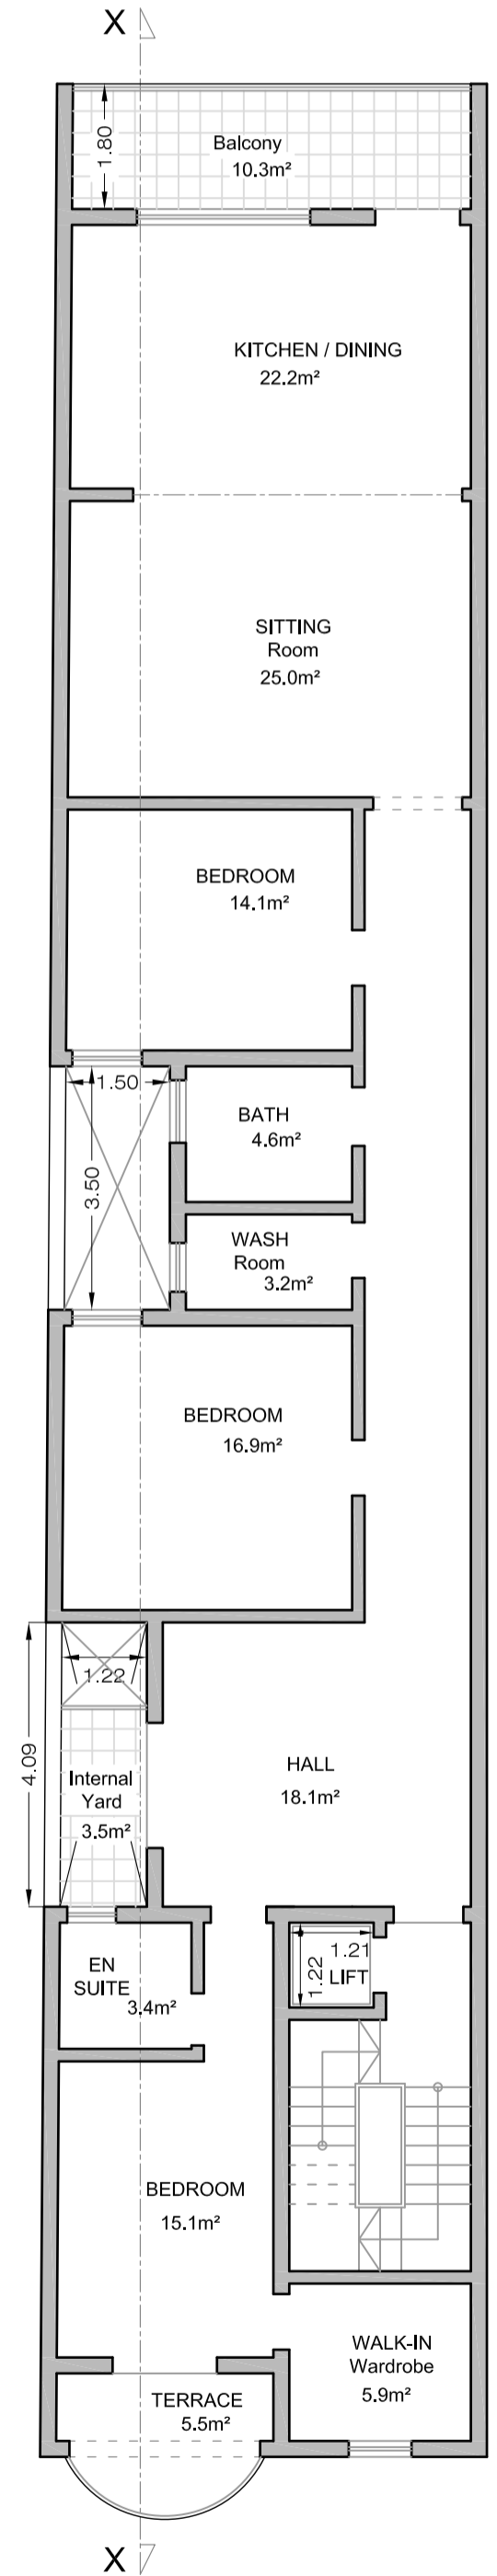 X
1.80
Balcony
10.3m²
KITCHEN / DINING
22.2m²
SITTING
Room
25.0m²
BEDROOM
14.1m²
1.50
3.50
BATH
4.6m²
WASH
Room
3.2m²
BEDROOM
16.9m²
1.22
4.09
Internal
Yard
3.5m²
HALL
18.1m²
EN
SUITE
3.4m²
1.21
1.22
LIFT
BEDROOM
15.1m²
WALK-IN
Wardrobe
5.9m²
TERRACE
5.5m²
X